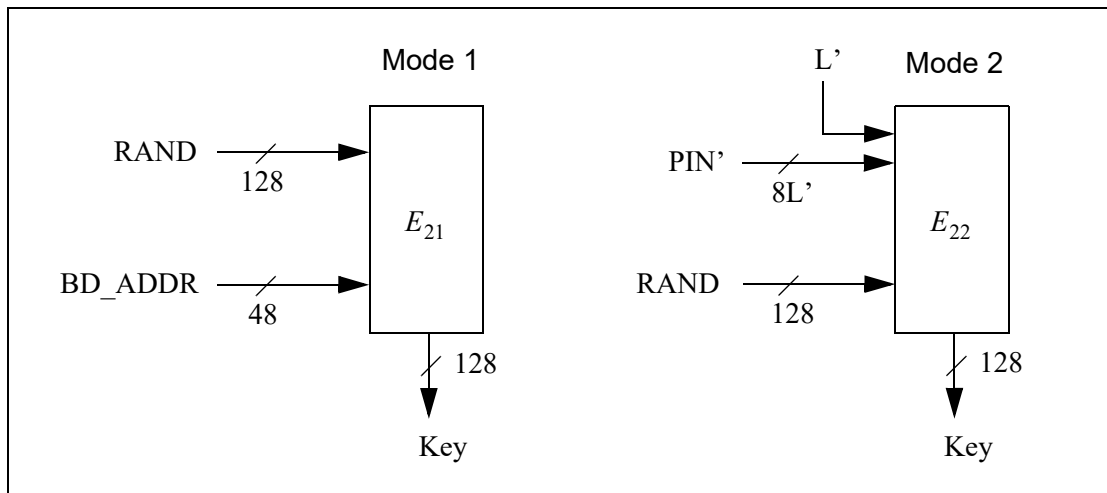 Mode 1
RAND
128
E21
BD_ADDR
48
128
Key
L’
Mode 2
PIN’
8L’
E22
RAND
128
128
Key